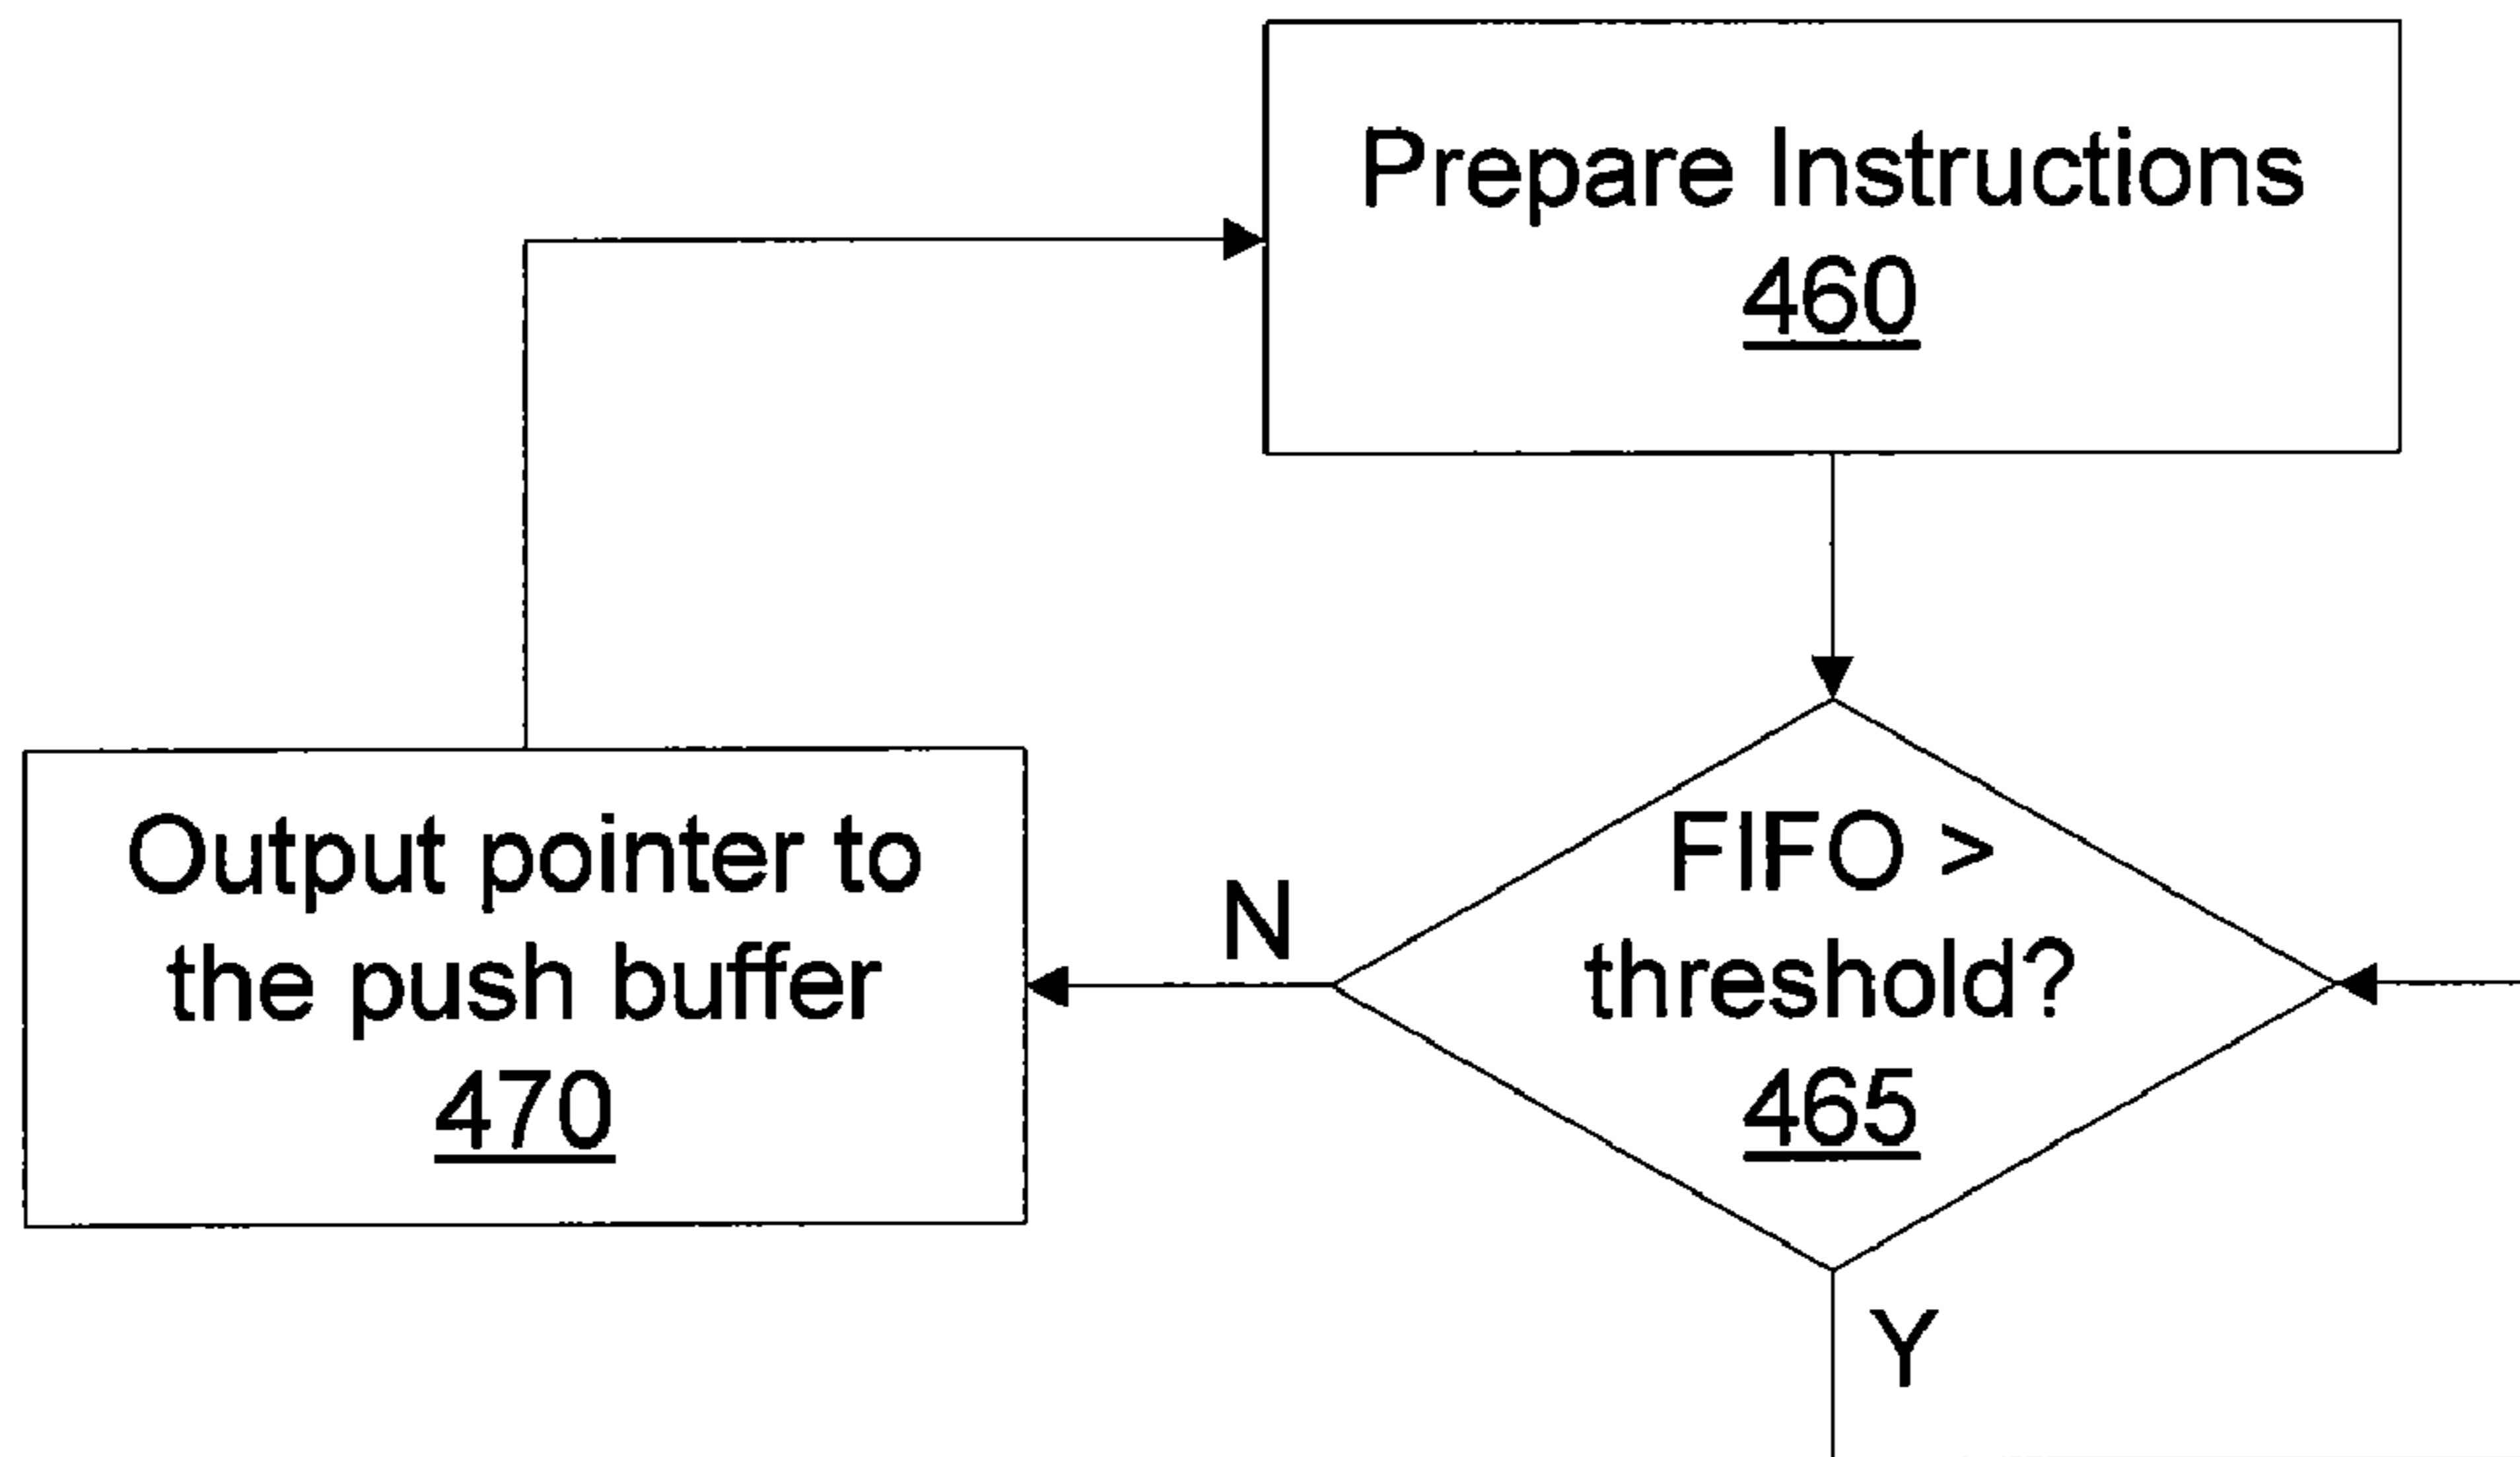 Prepare Instructions
460
Output pointer to
the push buffer
470
N
FIFO >
threshold?
465
Y